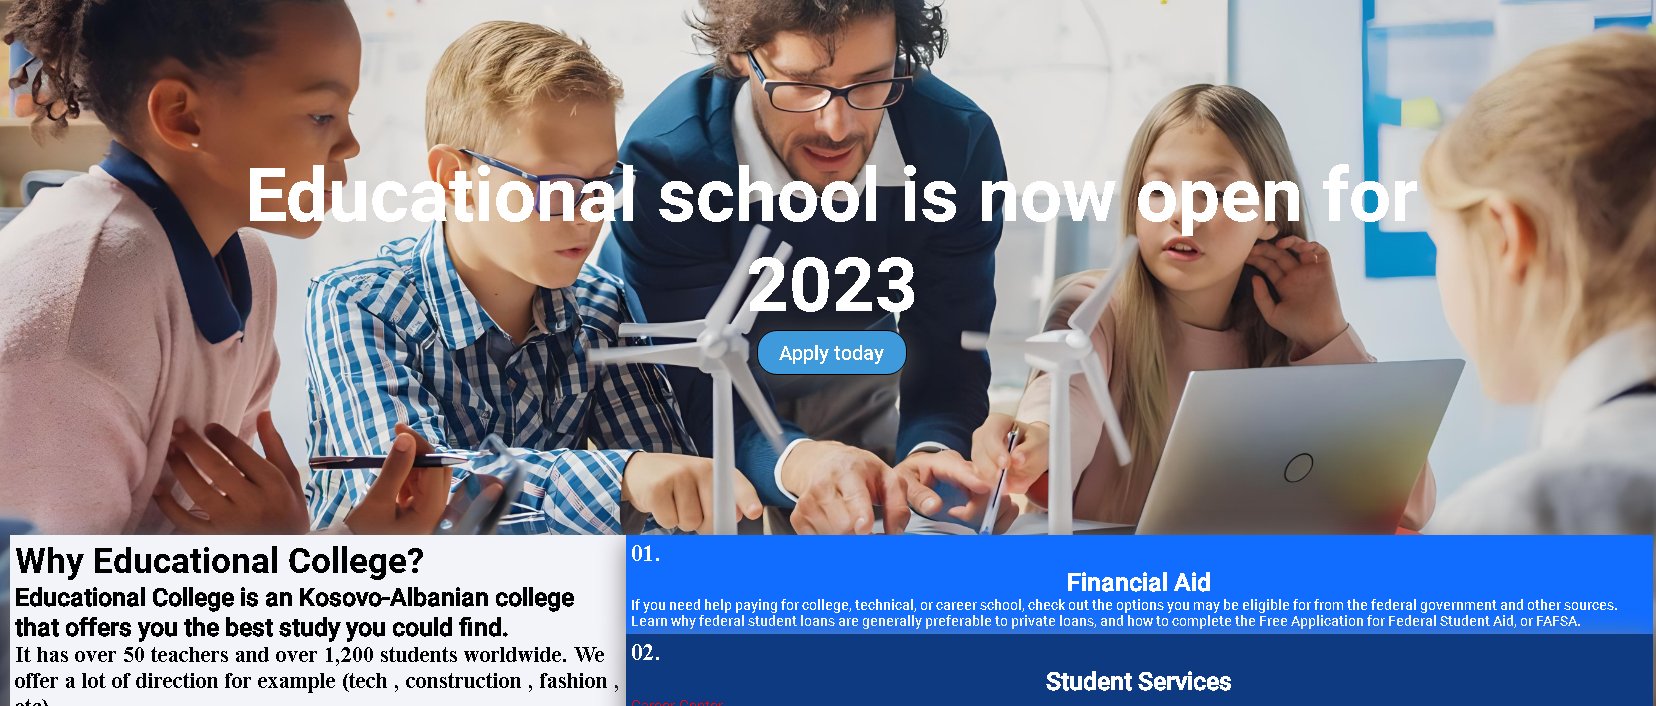 Educational school is now open for
2023
Apply today
Why Educational College?
Educational College is an Kosovo-Albanian college
that offers you the best study you could find.
It has over 50 teachers and over 1,200 students worldwide. We
offer a lot of direction for example (tech , construction , fashion ,
etc)
01.
Financial Aid
If you need help paying for college, technical, or career school, check out the options you may be eligible for from the federal government and other sources.
Learn why federal student loans are generally preferable to private loans, and how to complete the Free Application for Federal Student Aid, or FAFSA.
02.
Student Services
Career Center